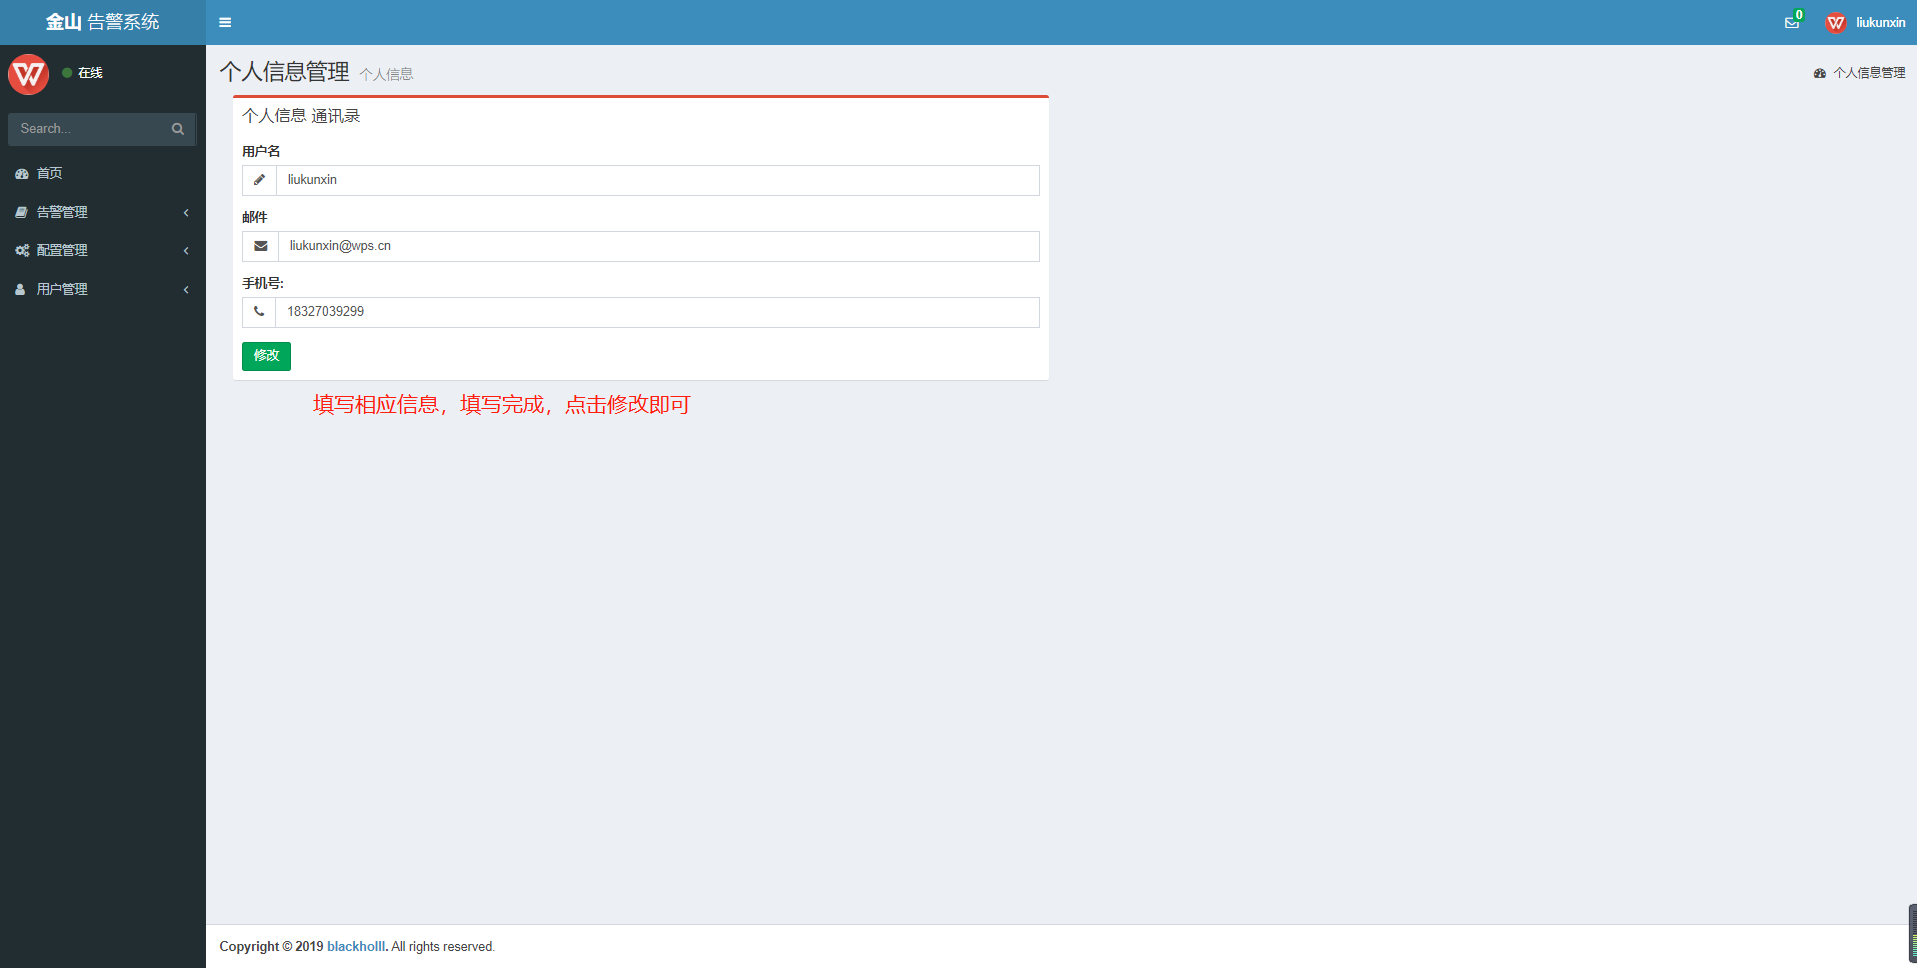 金山 告警系统
0
liukunxin
在线
Search...
首页
告警管理
配置管理
用户管理
个人信息管理 个人信息
个人信息管理
个人信息 通讯录
用户名
liukunxin
邮件
liukunxin@wps.cn
手机号:
18327039299
修改
填写相应信息，填写完成，点击修改即可
Copyright © 2019 blackholll. All rights reserved.